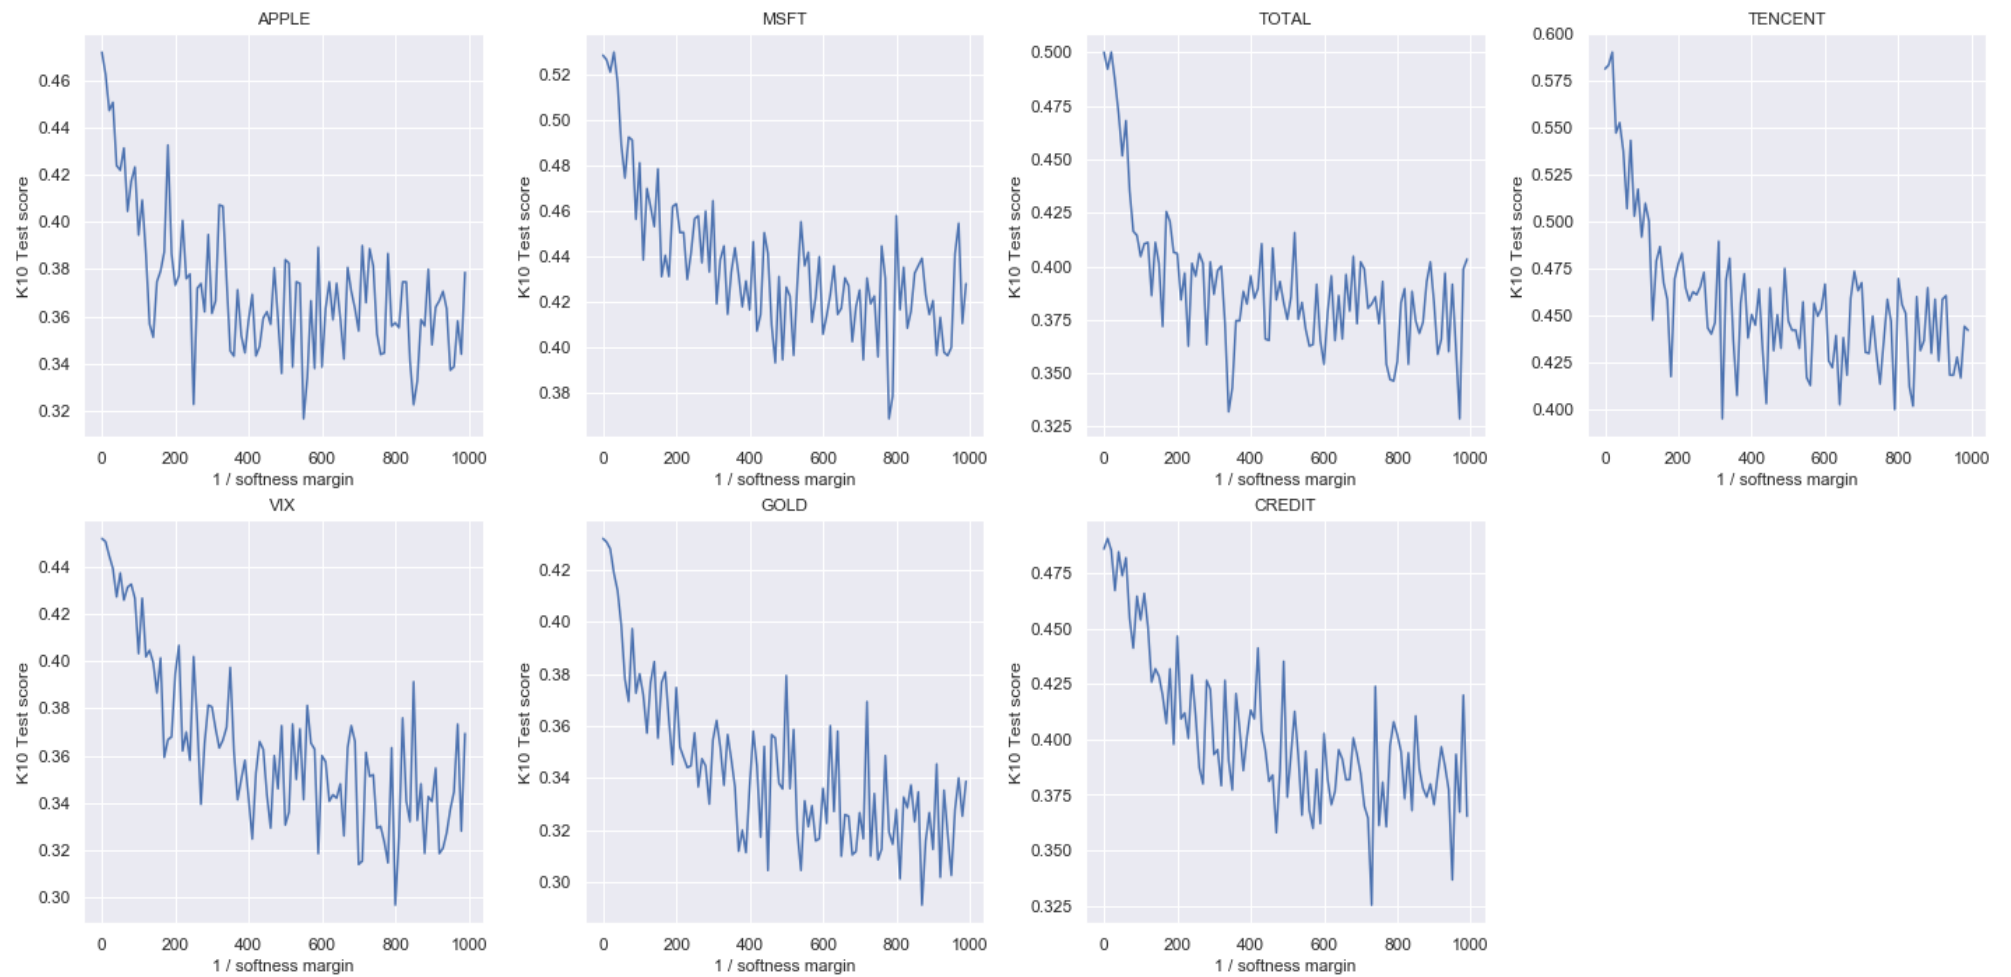 APPLE
MSFT
TOTAL
TENCENT
K10 Test score
0.46
0.44
0.42
0.40
0.38
0.36
0.34
0.32
0 200 400 600 800 1000
1 / softness margin
K10 Test score
0.52
0.50
0.48
0.46
0.44
0.42
0.40
0.38
0 200 400 600 800 1000
1 / softness margin
K10 Test score
0.500
0.475
0.450
0.425
0.400
0.375
0.350
0.325
0 200 400 600 800 1000
1 / softness margin
K10 Test score
0.600
0.575
0.550
0.525
0.500
0.475
0.450
0.425
0.400
0 200 400 600 800 1000
1 / softness margin
VIX
GOLD
CREDIT
K10 Test score
0.44
0.42
0.40
0.38
0.36
0.34
0.32
0.30
0 200 400 600 800 1000
1 / softness margin
K10 Test score
0.42
0.40
0.38
0.36
0.34
0.32
0.30
0 200 400 600 800 1000
1 / softness margin
K10 Test score
0.475
0.450
0.425
0.400
0.375
0.350
0.325
0 200 400 600 800 1000
1 / softness margin